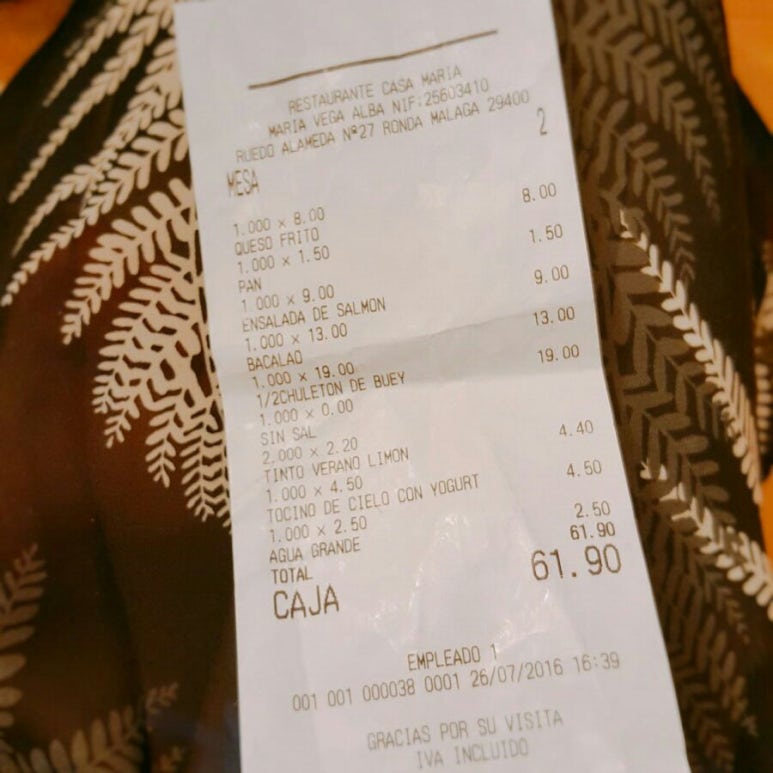 RESTAURANTE CASA MARIA
MARIA VEGA ALBA NIF:25603410
RUEDO ALAMEDA Nº27 RONDA MALAGA 29400
MESA 2
1.000 × 8.00 8.00
QUESO FRITO
1.000 × 1.50 1.50
PAN
1.000 × 9.00 9.00
ENSALADA DE SALMON
1.000 × 13.00 13.00
BACALAO
1.000 × 19.00 19.00
1/2CHULETON DE BUEY
1.000 × 0.00
SIN SAL
2.000 × 2.20 4.40
TINTO VERANO LIMON
1.000 × 4.50 4.50
TOCINO DE CIELO CON YOGURT
1.000 × 2.50 2.50
AGUA GRANDE
TOTAL 61.90
CAJA 61.90
EMPLEADO 1
001 001 000038 0001 26/07/2016 16:39
GRACIAS POR SU VISITA
IVA INCLUIDO